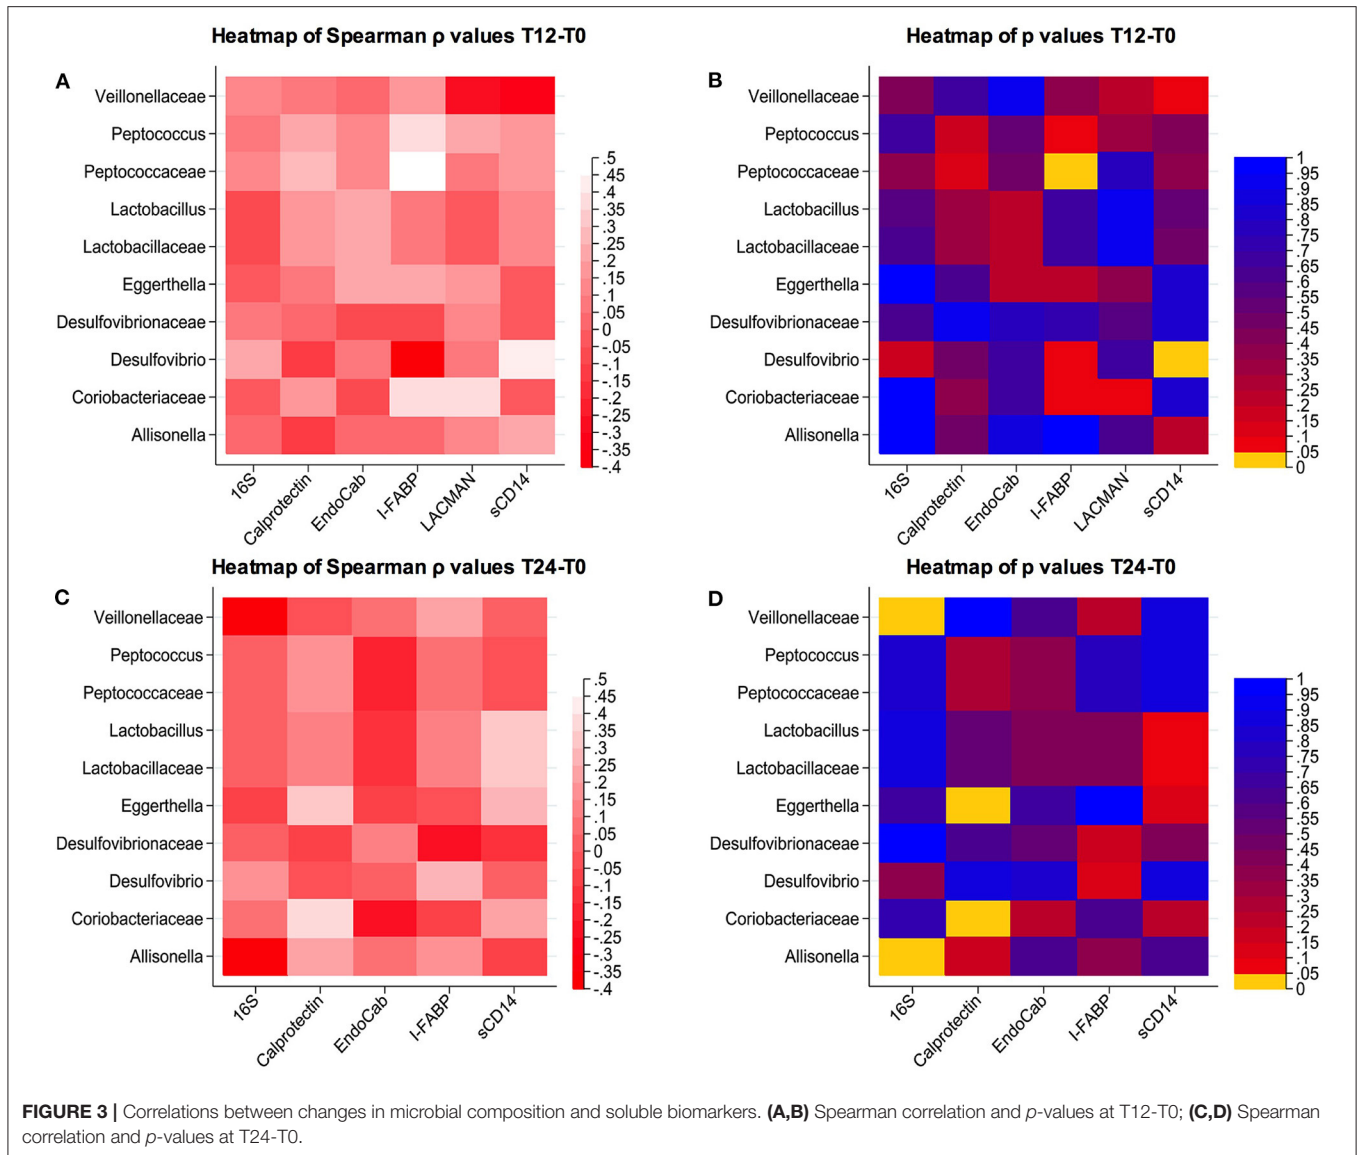 Heatmap of Spearman ρ values T12-T0
A
Veillonellaceae
Peptococcus
Peptococcaceae
Lactobacillus
Lactobacillaceae
Eggerthella
Desulfovibrionaceae
Desulfovibrio
Coriobacteriaceae
Allisonella
16S
Calprotectin
EndoCab
I-FABP
LACMAN
sCD14
.5
.45
.4
.35
.3
.25
.2
.15
.1
.05
0
-.05
-.1
-.15
-.2
-.25
-.3
-.35
-.4
Heatmap of p values T12-T0
B
Veillonellaceae
Peptococcus
Peptococcaceae
Lactobacillus
Lactobacillaceae
Eggerthella
Desulfovibrionaceae
Desulfovibrio
Coriobacteriaceae
Allisonella
16S
Calprotectin
EndoCab
I-FABP
LACMAN
sCD14
1
.95
.9
.85
.8
.75
.7
.65
.6
.55
.5
.45
.4
.35
.3
.25
.2
.15
.1
.05
0
Heatmap of Spearman ρ values T24-T0
C
Veillonellaceae
Peptococcus
Peptococcaceae
Lactobacillus
Lactobacillaceae
Eggerthella
Desulfovibrionaceae
Desulfovibrio
Coriobacteriaceae
Allisonella
16S
Calprotectin
EndoCab
I-FABP
sCD14
.5
.45
.4
.35
.3
.25
.2
.15
.1
.05
0
-.05
-.1
-.15
-.2
-.25
-.3
-.35
-.4
Heatmap of p values T24-T0
D
Veillonellaceae
Peptococcus
Peptococcaceae
Lactobacillus
Lactobacillaceae
Eggerthella
Desulfovibrionaceae
Desulfovibrio
Coriobacteriaceae
Allisonella
16S
Calprotectin
EndoCab
I-FABP
sCD14
1
.95
.9
.85
.8
.75
.7
.65
.6
.55
.5
.45
.4
.35
.3
.25
.2
.15
.1
.05
0
FIGURE 3 | Correlations between changes in microbial composition and soluble biomarkers. (A,B) Spearman correlation and p-values at T12-T0; (C,D) Spearman
correlation and p-values at T24-T0.